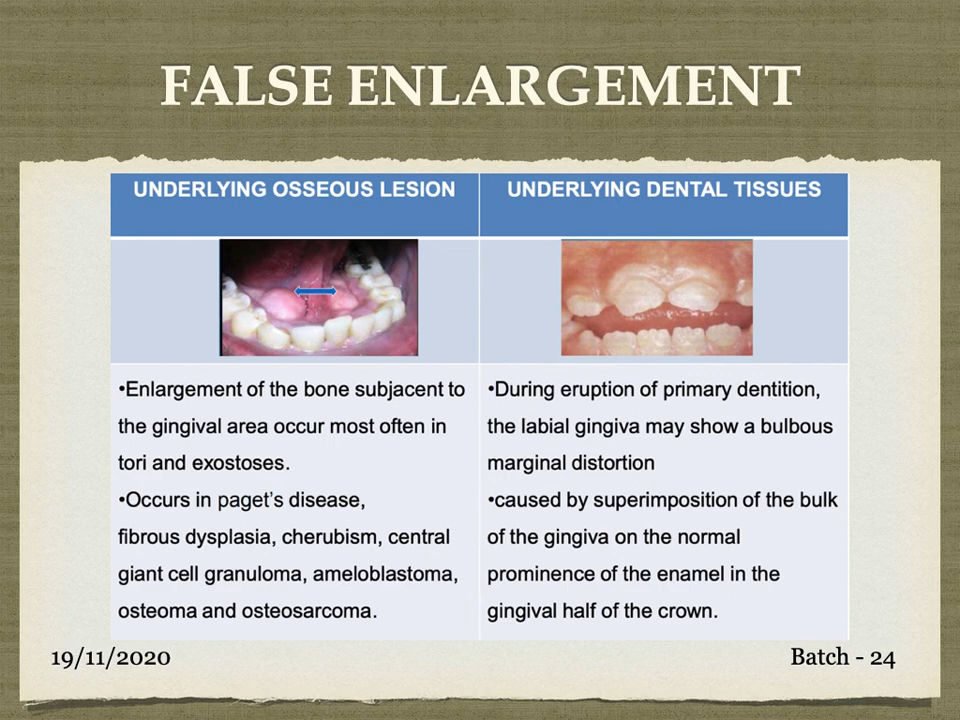 FALSE ENLARGEMENT
UNDERLYING OSSEOUS LESION
UNDERLYING DENTAL TISSUES
•Enlargement of the bone subjacent to
the gingival area occur most often in
tori and exostoses.
•Occurs in paget’s disease,
fibrous dysplasia, cherubism, central
giant cell granuloma, ameloblastoma,
osteoma and osteosarcoma.
•During eruption of primary dentition,
the labial gingiva may show a bulbous
marginal distortion
•caused by superimposition of the bulk
of the gingiva on the normal
prominence of the enamel in the
gingival half of the crown.
19/11/2020
Batch - 24